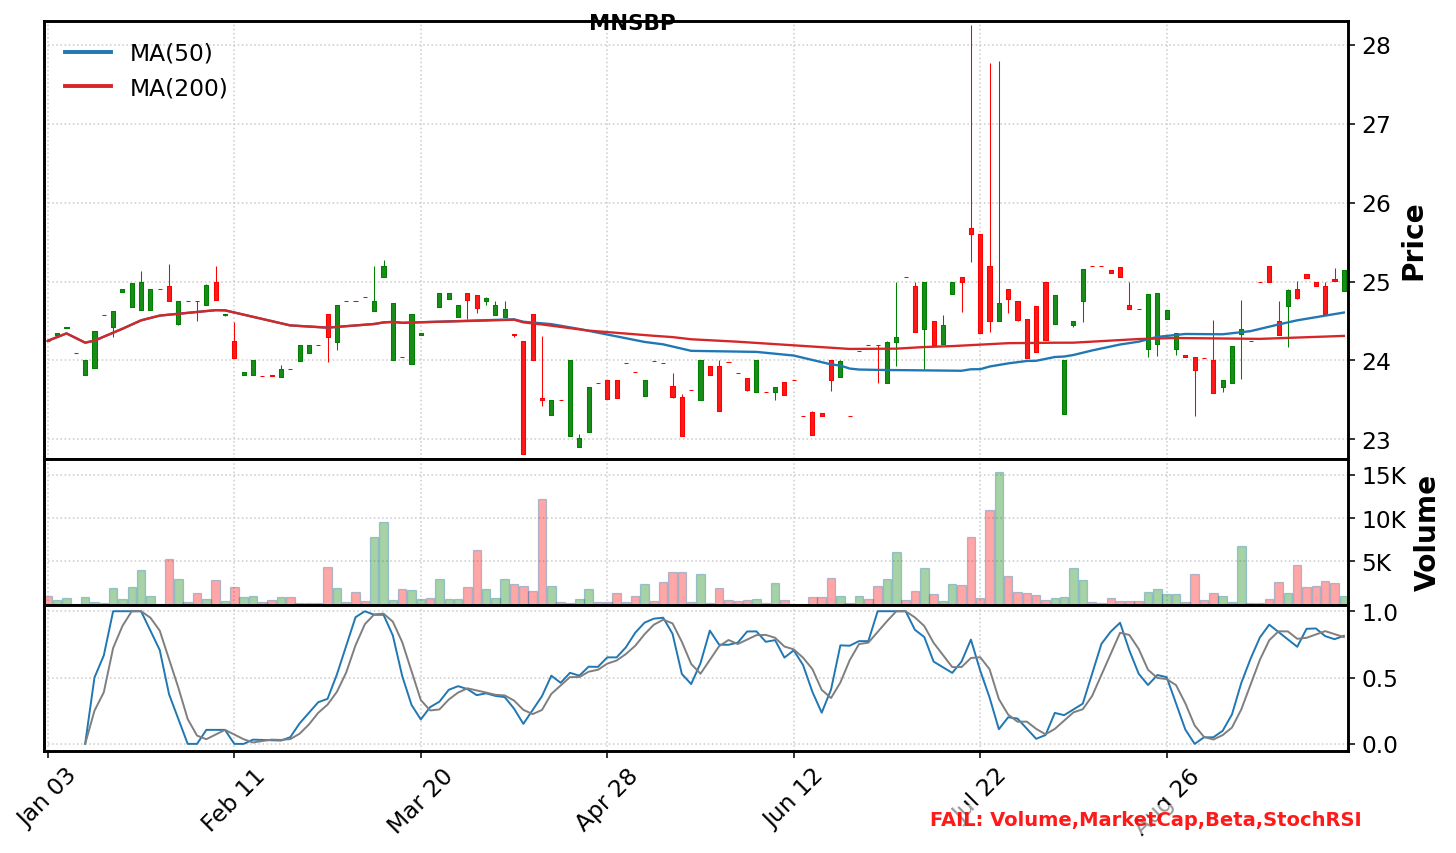 MNSBP
MA(50)
MA(200)
28
27
26
25
24
23
Price
15K
10K
5K
Volume
1.0
0.5
0.0
Jan 03
Feb 11
Mar 20
Apr 28
Jun 12
Jul 22
Aug 26
FAIL: Volume,MarketCap,Beta,StochRSI